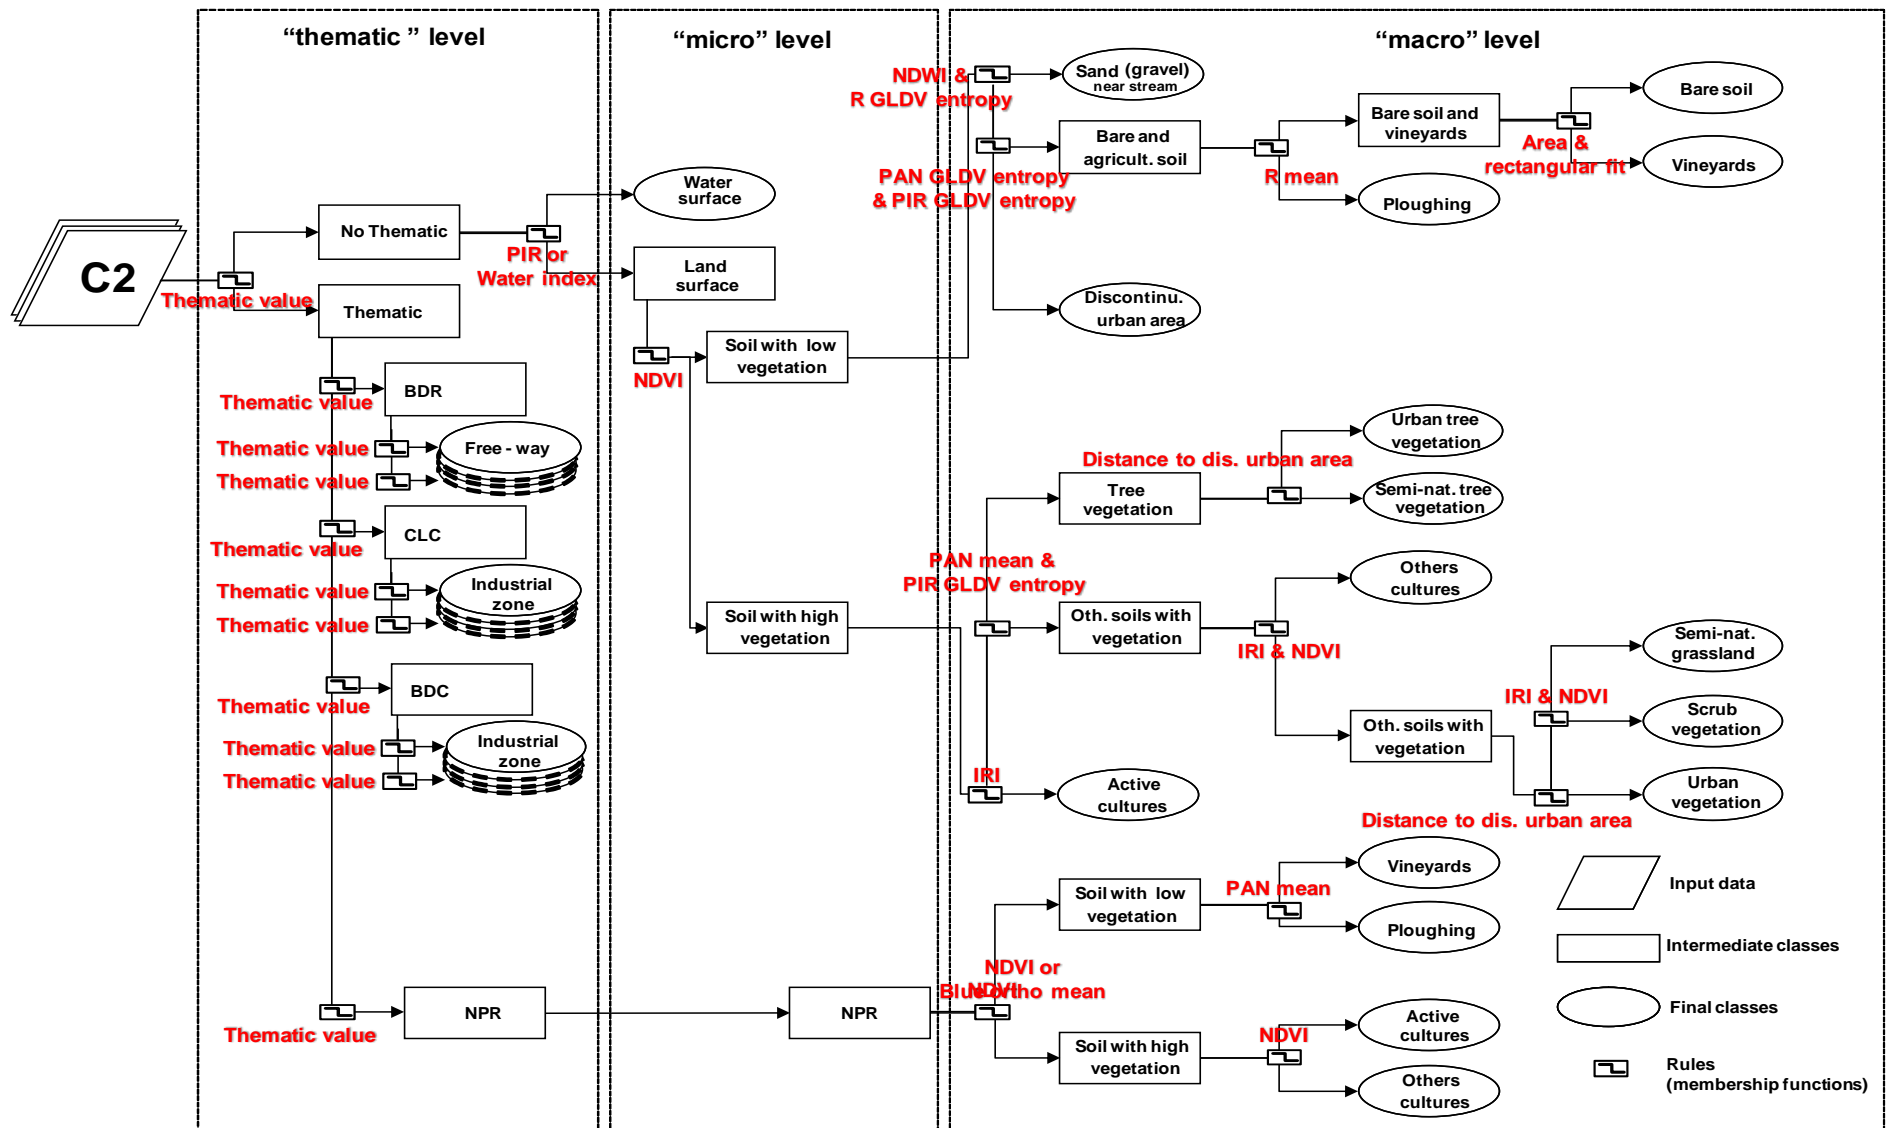 “thematic ” level
“micro” level
“macro” level
C2
Thematic value
No Thematic
Thematic
PIR or
Water index
Water
surface
Land
surface
NDVI
Soil with low
vegetation
Soil with high
vegetation
Thematic value
BDR
Thematic value
Free - way
Thematic value
Thematic value
CLC
Thematic value
Industrial
zone
Thematic value
Thematic value
BDC
Thematic value
Industrial
zone
Thematic value
Thematic value
NPR
NPR
NDWI &
R GLDV entropy
Sand (gravel)
near stream
PAN GLDV entropy
& PIR GLDV entropy
Bare and
agricult. soil
R mean
Bare soil and
vineyards
Area &
rectangular fit
Bare soil
Vineyards
Ploughing
Discontinu.
urban area
Distance to dis. urban area
Urban tree
vegetation
Tree
vegetation
Semi-nat. tree
vegetation
PAN mean &
PIR GLDV entropy
Oth. soils with
vegetation
IRI & NDVI
Others
cultures
Oth. soils with
vegetation
IRI & NDVI
Semi-nat.
grassland
Scrub
vegetation
Urban
vegetation
Distance to dis. urban area
IRI
Active
cultures
NDVI or
Blue ortho mean
NDVI
Soil with low
vegetation
PAN mean
Vineyards
Ploughing
Soil with high
vegetation
NDVI
Active
cultures
Others
cultures
Input data
Intermediate classes
Final classes
Rules
(membership functions)